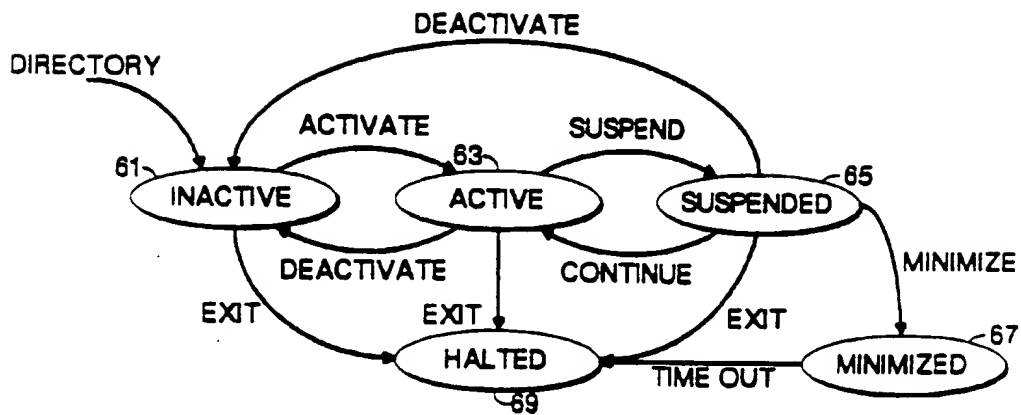 DEACTIVATE
DIRECTORY
ACTIVATE
SUSPEND
61
63
65
INACTIVE
ACTIVE
SUSPENDED
DEACTIVATE
CONTINUE
MINIMIZE
EXIT
EXIT
EXIT
67
HALTED
TIME OUT
MINIMIZED
69